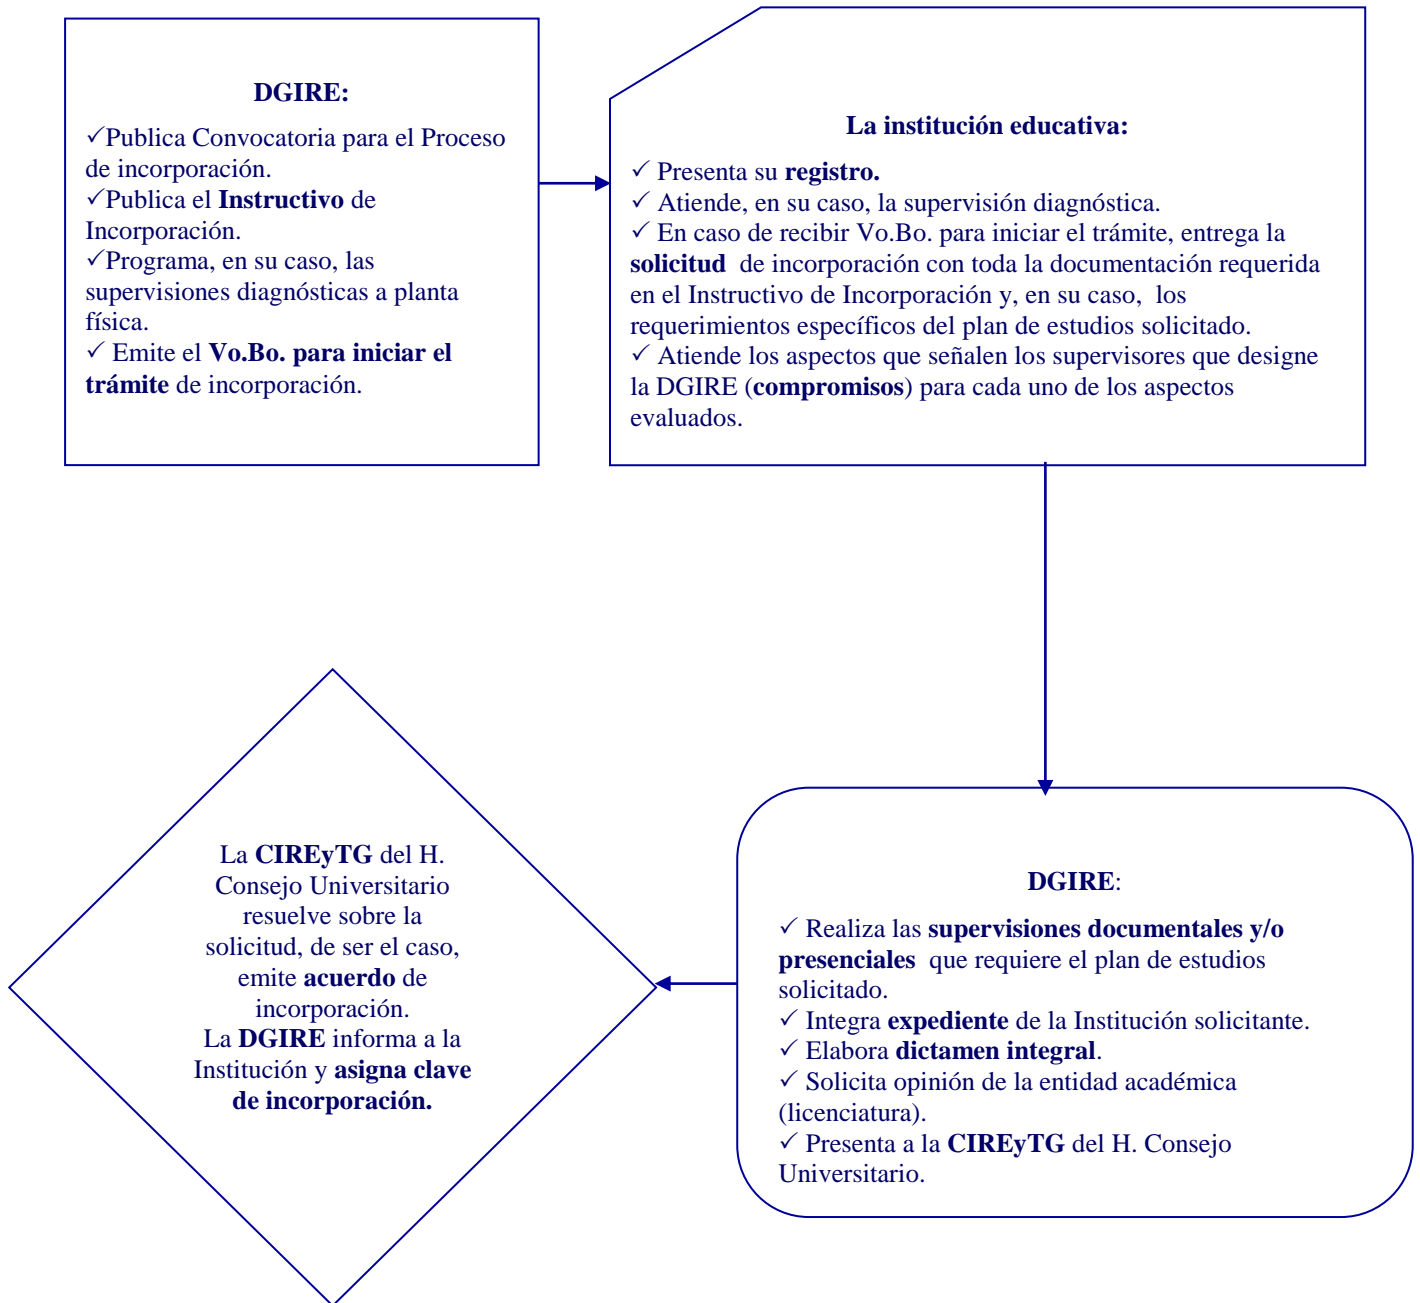 DGIRE:
✓Publica Convocatoria para el Proceso
de incorporación.
✓Publica el Instructivo de
Incorporación.
✓Programa, en su caso, las
supervisiones diagnósticas a planta
física.
✓ Emite el Vo.Bo. para iniciar el
trámite de incorporación.
La institución educativa:
✓ Presenta su registro.
✓ Atiende, en su caso, la supervisión diagnóstica.
✓ En caso de recibir Vo.Bo. para iniciar el trámite, entrega la
solicitud de incorporación con toda la documentación requerida
en el Instructivo de Incorporación y, en su caso, los
requerimientos específicos del plan de estudios solicitado.
✓ Atiende los aspectos que señalen los supervisores que designe
la DGIRE (compromisos) para cada uno de los aspectos
evaluados.
DGIRE:
✓ Realiza las supervisiones documentales y/o
presenciales que requiere el plan de estudios
solicitado.
✓ Integra expediente de la Institución solicitante.
✓ Elabora dictamen integral.
✓ Solicita opinión de la entidad académica
(licenciatura).
✓ Presenta a la CIREyTG del H. Consejo
Universitario.
La CIREyTG del H.
Consejo Universitario
resuelve sobre la
solicitud, de ser el caso,
emite acuerdo de
incorporación.
La DGIRE informa a la
Institución y asigna clave
de incorporación.